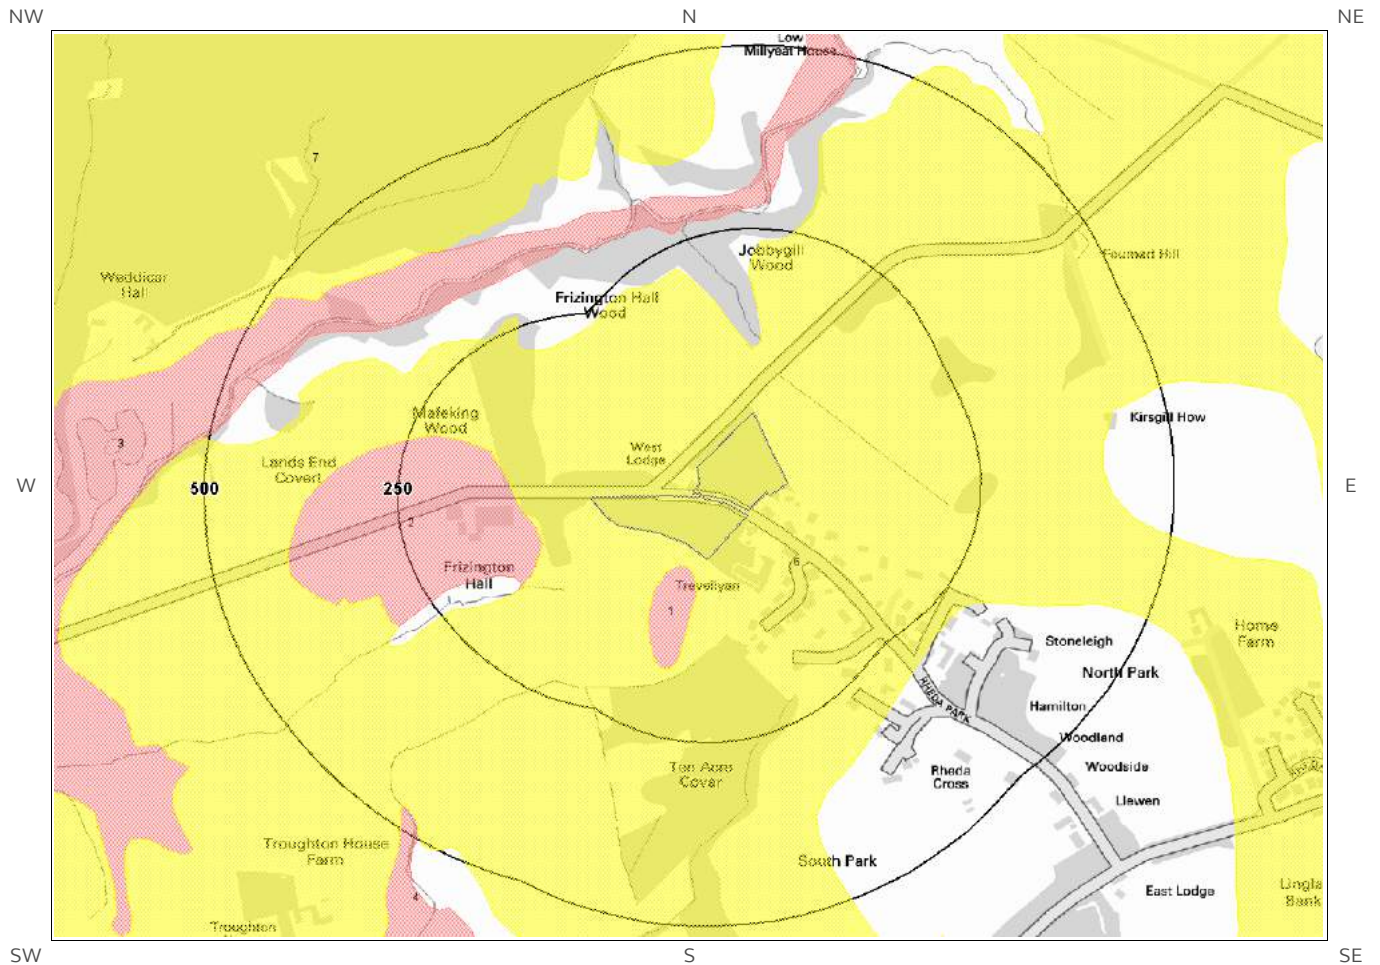 NW
N
NE
Low
Millyeat House
7
Jobbygill
Wood
Foumart Hill
Weddicar
Hall
Frizington Hall
Wood
Mafeking
Wood
Kirsgill How
3
West
Lodge
Lands End
Covert
W
500
250
E
2
6
Frizington
Hall
Trevellyan
1
Home
Farm
Stoneleigh
North Park
RHEDA PARK
Hamilton
Woodland
Woodside
Rheda
Cross
Ten Acre
Cover
Llewen
Troughton House
Farm
South Park
4
East Lodge
Lingla
Bank
Troughton
SW
S
SE